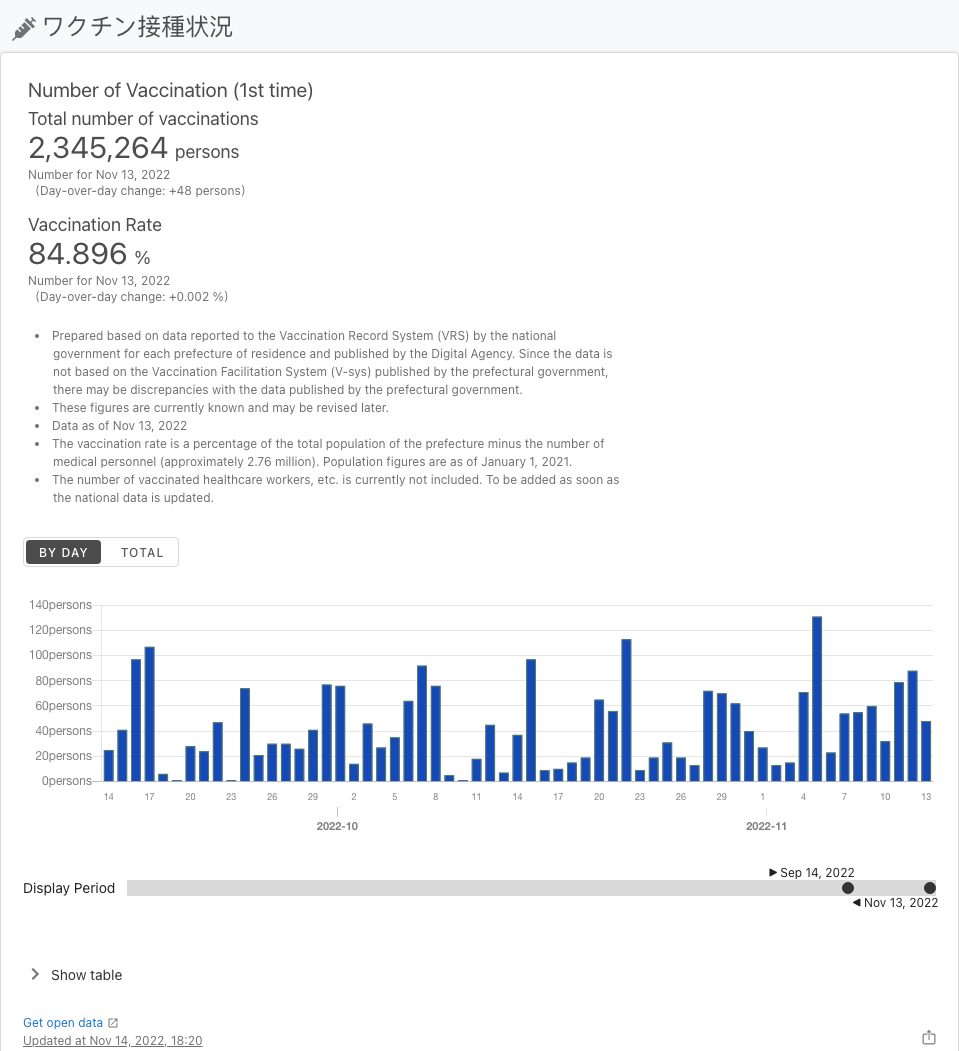 ワクチン接種状況
Number of Vaccination (1st time)
Total number of vaccinations
2,345,264 persons
Number for Nov 13, 2022
(Day-over-day change: +48 persons)
Vaccination Rate
84.896 %
Number for Nov 13, 2022
(Day-over-day change: +0.002 %)
• Prepared based on data reported to the Vaccination Record System (VRS) by the national
government for each prefecture of residence and published by the Digital Agency. Since the data is
not based on the Vaccination Facilitation System (V-sys) published by the prefectural government,
there may be discrepancies with the data published by the prefectural government.
• These figures are currently known and may be revised later.
• Data as of Nov 13, 2022
• The vaccination rate is a percentage of the total population of the prefecture minus the number of
medical personnel (approximately 2.76 million). Population figures are as of January 1, 2021.
• The number of vaccinated healthcare workers, etc. is currently not included. To be added as soon as
the national data is updated.
BY DAY TOTAL
140persons
120persons
100persons
80persons
60persons
40persons
20persons
0persons
14 17 20 23 26 29 2 5 8 11 14 17 20 23 26 29 1 4 7 10 13
2022-10 2022-11
Sep 14, 2022
Display Period
Nov 13, 2022
Show table
Get open data
Updated at Nov 14, 2022, 18:20